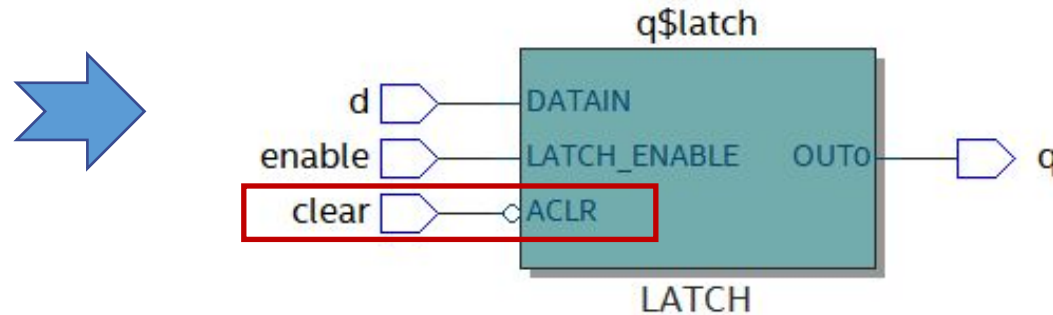 q$latch
d DATAIN
enable LATCH_ENABLE OUT0 q
clear ACLR
LATCH